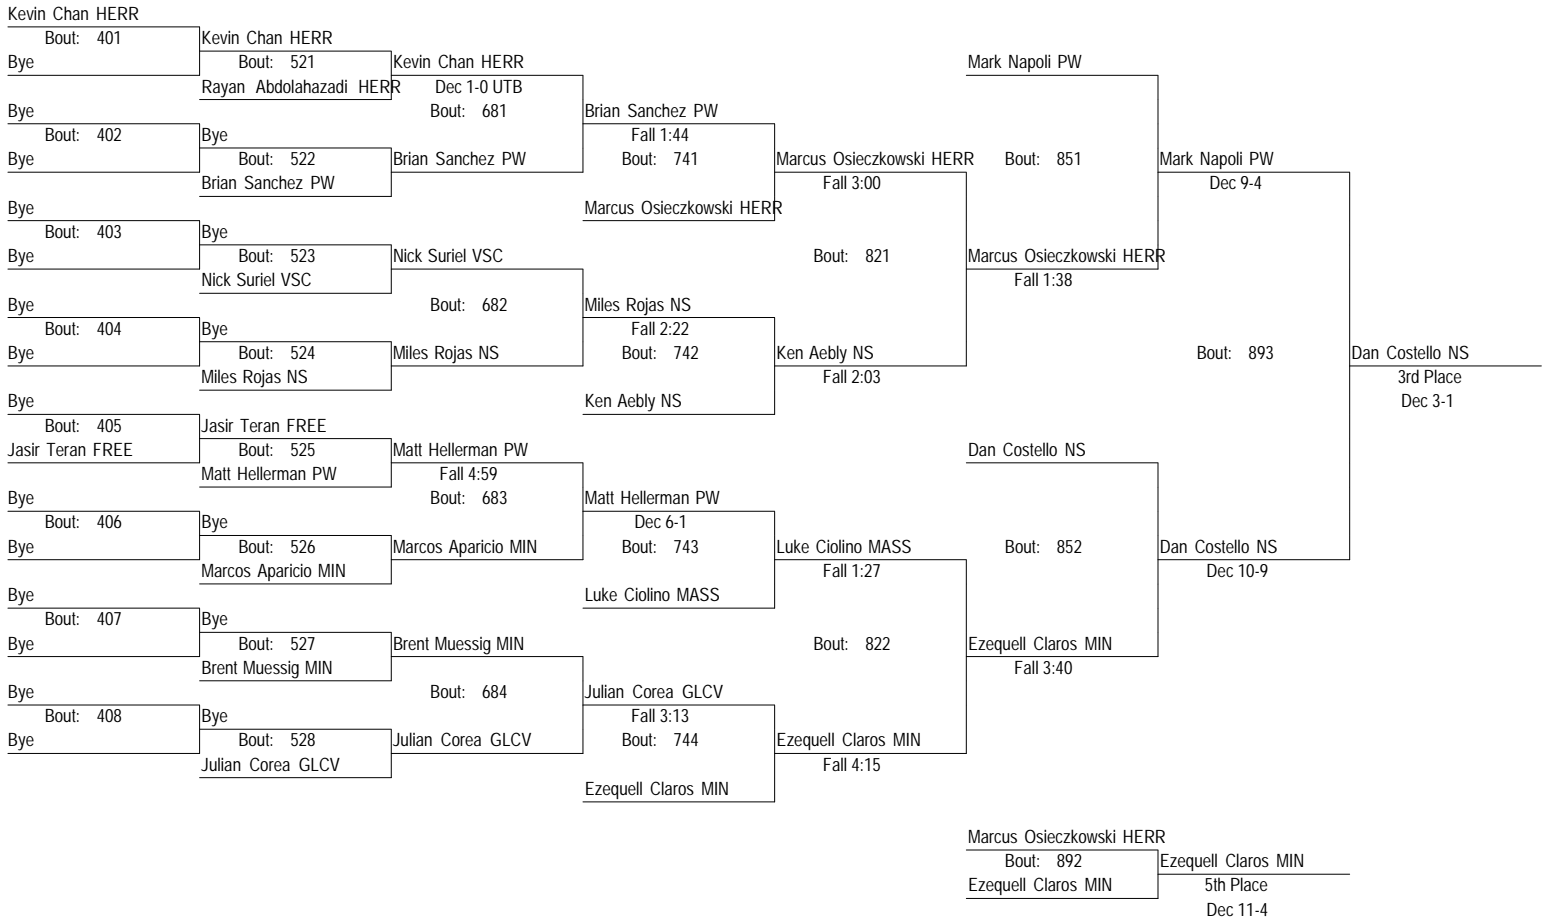 Kevin Chan HERR
Bout: 401
Bye
Kevin Chan HERR
Bout: 521
Rayan Abdolahazadi HERR
Kevin Chan HERR
Dec 1-0 UTB
Bout: 681
Bye
Bout: 402
Bye
Bye
Bout: 522
Brian Sanchez PW
Brian Sanchez PW
Brian Sanchez PW
Fall 1:44
Bout: 741
Marcus Osieczkowski HERR
Marcus Osieczkowski HERR
Fall 3:00
Bye
Bout: 403
Bye
Bye
Bout: 523
Nick Suriel VSC
Nick Suriel VSC
Bout: 682
Bye
Bout: 404
Bye
Bye
Bout: 524
Miles Rojas NS
Miles Rojas NS
Miles Rojas NS
Fall 2:22
Bout: 742
Ken Aebly NS
Ken Aebly NS
Fall 2:03
Bout: 821
Marcus Osieczkowski HERR
Fall 1:38
Mark Napoli PW
Bout: 851
Mark Napoli PW
Dec 9-4
Bye
Bout: 405
Jasir Teran FREE
Jasir Teran FREE
Bout: 525
Matt Hellerman PW
Matt Hellerman PW
Fall 4:59
Bout: 683
Bye
Bout: 406
Bye
Bye
Bout: 526
Marcos Aparicio MIN
Marcos Aparicio MIN
Matt Hellerman PW
Dec 6-1
Bout: 743
Luke Ciolino MASS
Luke Ciolino MASS
Fall 1:27
Bye
Bout: 407
Bye
Bye
Bout: 527
Brent Muessig MIN
Brent Muessig MIN
Bout: 684
Bye
Bout: 408
Bye
Bye
Bout: 528
Julian Corea GLCV
Julian Corea GLCV
Julian Corea GLCV
Fall 3:13
Bout: 744
Ezequell Claros MIN
Ezequell Claros MIN
Fall 4:15
Bout: 822
Ezequell Claros MIN
Fall 3:40
Dan Costello NS
Bout: 852
Dan Costello NS
Dec 10-9
Bout: 893
Dan Costello NS
3rd Place
Dec 3-1
Marcus Osieczkowski HERR
Bout: 892
Ezequell Claros MIN
Ezequell Claros MIN
5th Place
Dec 11-4